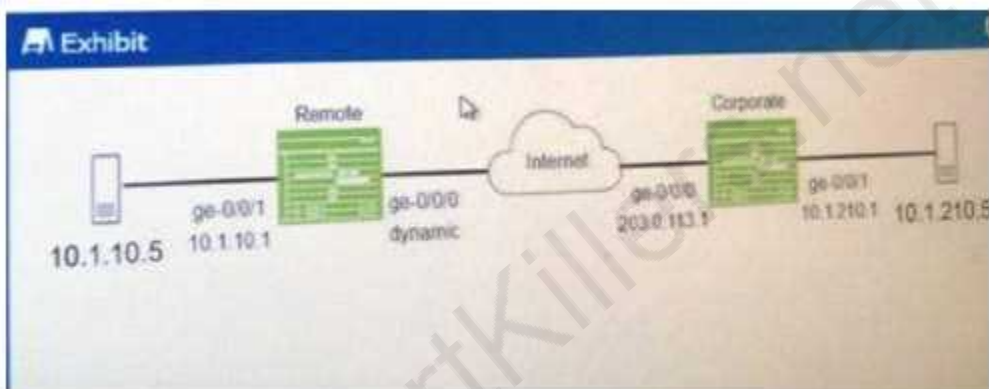 Exhibit
Remote
Corporate
Internet
ge-0/0/1
10.1.10.1
ge-0/0/0
dynamic
ge-0/0/0
203.0.113.1
ge-0/0/1
10.1.210.1
10.1.10.5
10.1.210.5